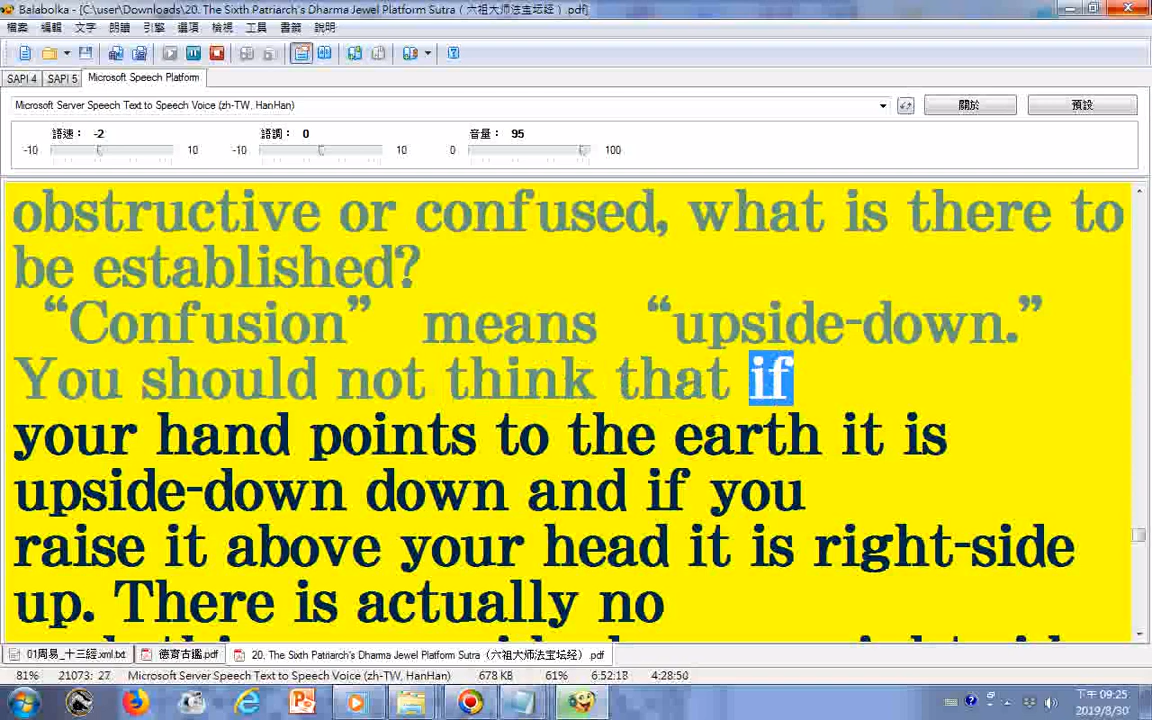 Balabolka - [C:\user\Downloads\20. The Sixth Patriarch's Dharma Jewel Platform Sutra（六祖大师法宝坛经）.pdf]
檔案 編輯 文字 朗讀 引擎 選項 檢視 工具 書籤 說明
SAPI 4 SAPI 5 Microsoft Speech Platform
Microsoft Server Speech Text to Speech Voice (zh-TW, HanHan) 關於 預設
語速： -2 語調： 0 音量： 95
-10 10 -10 10 0 100
obstructive or confused, what is there to
be established?
“Confusion” means “upside-down.”
You should not think that if
your hand points to the earth it is
upside-down down and if you
raise it above your head it is right-side
up. There is actually no
01周易_十三經.xml.txt 德育古鑑.pdf 20. The Sixth Patriarch's Dharma Jewel Platform Sutra（六祖大师法宝坛经）.pdf
81% 21073: 27 Microsoft Server Speech Text to Speech Voice (zh-TW, HanHan) 678 KB 61% 6:52:18 4:28:50
下午 09:25
2019/8/30